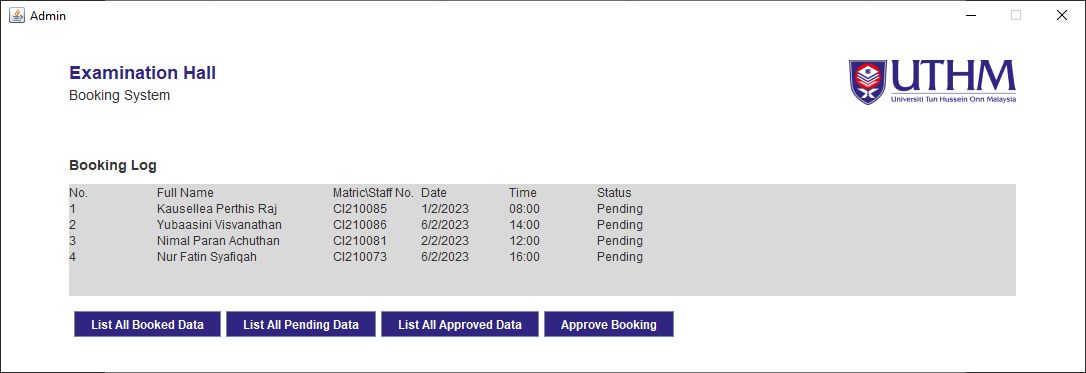 Admin
Examination Hall
Booking System
UTHM
Universiti Tun Hussein Onn Malaysia
Booking Log
No. Full Name Matric\Staff No. Date Time Status
1 Kausellea Perthis Raj CI210085 1/2/2023 08:00 Pending
2 Yubaasini Visvanathan CI210086 6/2/2023 14:00 Pending
3 Nimal Paran Achuthan CI210081 2/2/2023 12:00 Pending
4 Nur Fatin Syafiqah CI210073 6/2/2023 16:00 Pending
List All Booked Data List All Pending Data List All Approved Data Approve Booking